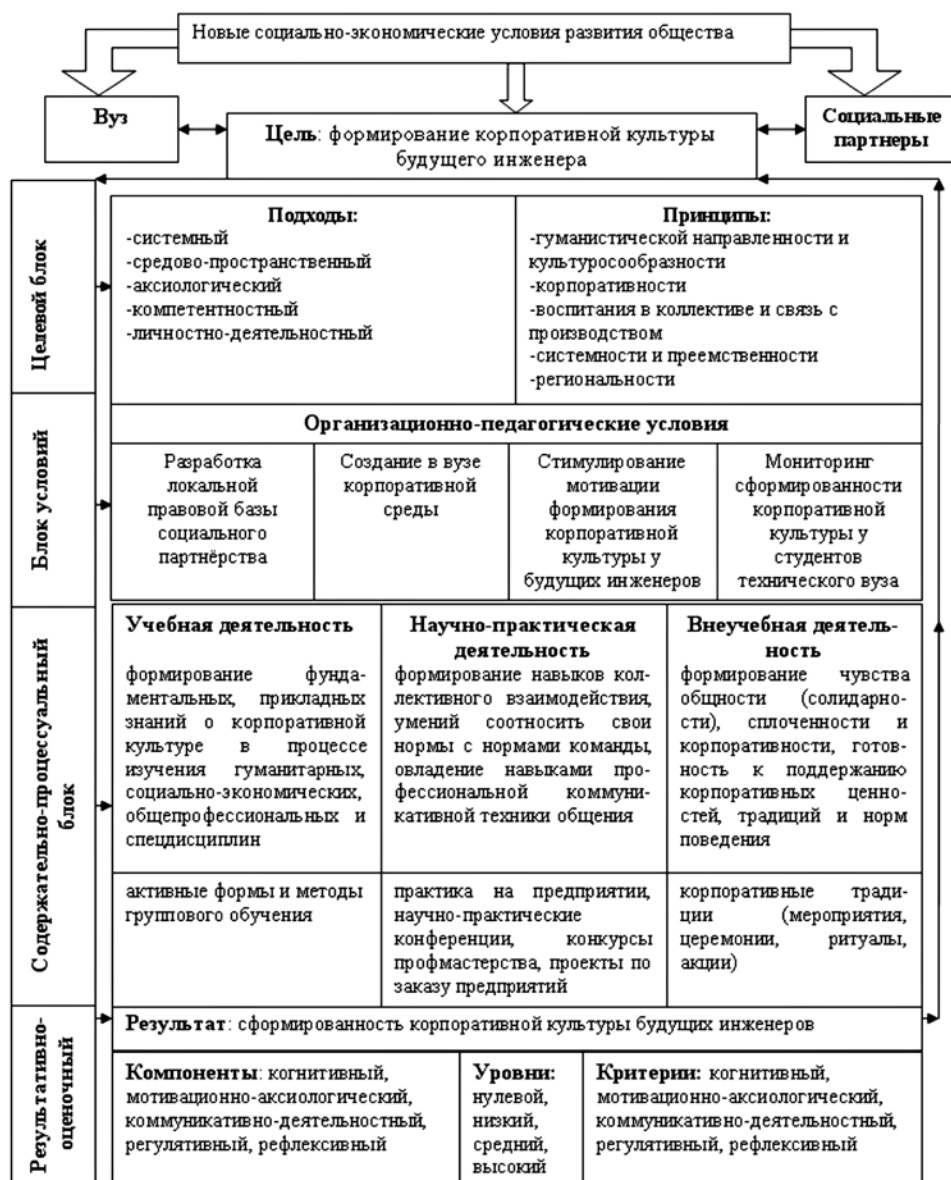 Новые социально-экономические условия развития общества
Вуз
Цель: формирование корпоративной культуры
будущего инженера
Социальные
партнеры
Целевой блок
Подходы:
-системный
-средово-пространственный
-аксиологический
-компетентностный
-личностно-деятельностный
Принципы:
-гуманистической направленности и
культуросообразности
-корпоративности
-воспитания в коллективе и связь с
производством
-системности и преемственности
-региональности
Блок условий
Организационно-педагогические условия
Разработка
локальной
правовой базы
социального
партнёрства
Создание в вузе
корпоративной
среды
Стимулирование
мотивации
формирования
корпоративной
культуры у
будущих инженеров
Мониторинг
сформированности
корпоративной
культуры у
студентов
технического вуза
Содержательно-процессуальный
блок
Учебная деятельность
формирование фунда-
ментальных, прикладных
знаний о корпоративной
культуре в процессе
изучения гуманитарных,
социально-экономических,
общепрофессиональных и
спецдисциплин
Научно-практическая
деятельность
формирование навыков кол-
лективного взаимодействия,
умений соотносить свои
нормы с нормами команды,
овладение навыками про-
фессиональной коммуни-
кативной техники общения
Внеучебная деятель-
ность
формирование чувства
общности (солидарно-
сти), сплоченности и
корпоративности, готов-
ность к поддержанию
корпоративных ценно-
стей, традиций и норм
поведения
активные формы и методы
группового обучения
практика на предприятии,
научно-практические
конференции, конкурсы
профмастерства, проекты по
заказу предприятий
корпоративные тради-
ции (мероприятия,
церемонии, ритуалы,
акции)
Результативно-
оценочный
Результат: сформированность корпоративной культуры будущих инженеров
Компоненты: когнитивный,
мотивационно-аксиологический,
коммуникативно-деятельностный,
регулятивный, рефлексивный
Уровни:
нулевой,
низкий,
средний,
высокий
Критерии: когнитивный,
мотивационно-аксиологический,
коммуникативно-деятельностный,
регулятивный, рефлексивный